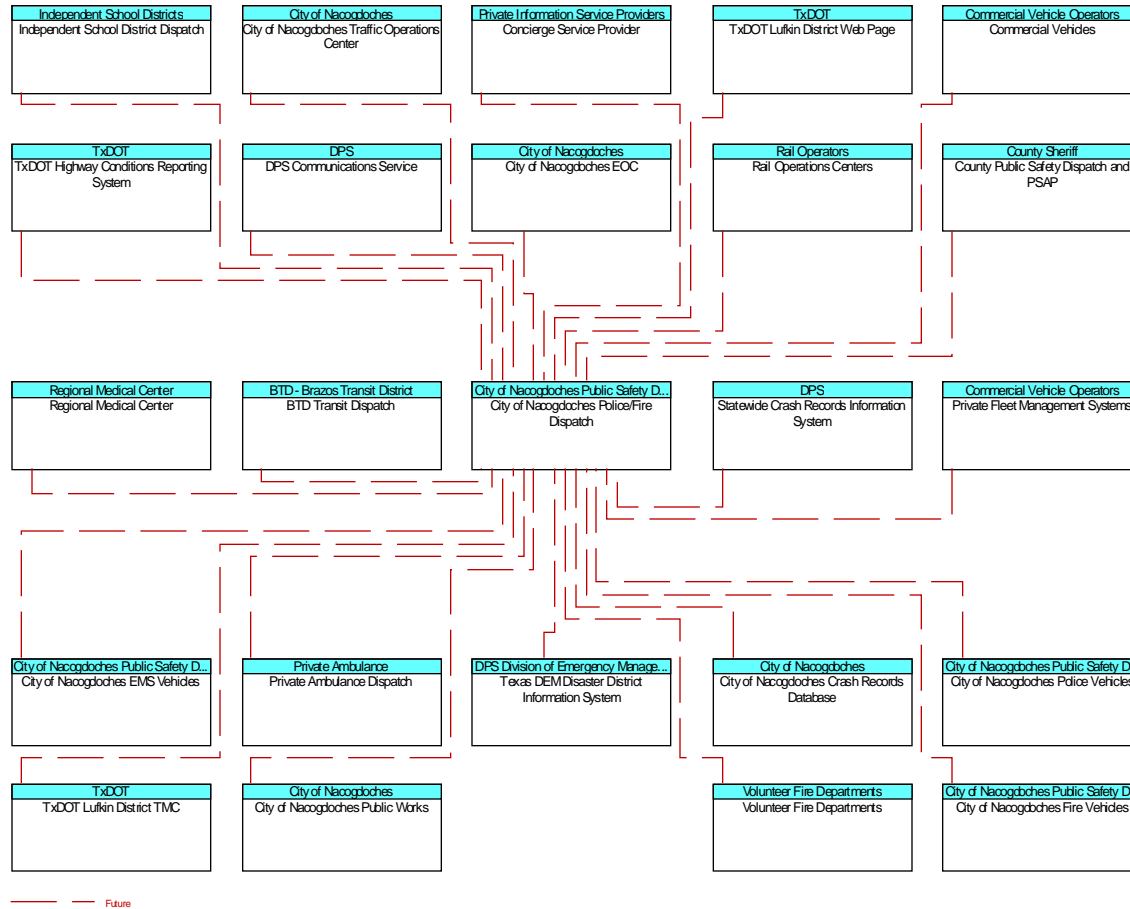 Independent School Districts
Independent School District Dispatch
City of Nacogdoches
City of Nacogdoches Traffic Operations
Center
Private Information Service Providers
Concierge Service Provider
TxDOT
TxDOT Lufkin District Web Page
Commercial Vehicle Operators
Commercial Vehicles
TxDOT
TxDOT Highway Conditions Reporting
System
DPS
DPS Communications Service
City of Nacogdoches
City of Nacogdoches EOC
Rail Operators
Rail Operations Centers
County Sheriff
County Public Safety Dispatch and
PSAP
Regional Medical Center
Regional Medical Center
BTD - Brazos Transit District
BTD Transit Dispatch
City of Nacogdoches Public Safety D...
City of Nacogdoches Police/Fire
Dispatch
DPS
Statewide Crash Records Information
System
Commercial Vehicle Operators
Private Fleet Management Systems
City of Nacogdoches Public Safety D...
City of Nacogdoches EMS Vehicles
Private Ambulance
Private Ambulance Dispatch
DPS Division of Emergency Manage...
Texas DEM Disaster District
Information System
City of Nacogdoches
City of Nacogdoches Crash Records
Database
City of Nacogdoches Public Safety D
City of Nacogdoches Police Vehicles
TxDOT
TxDOT Lufkin District TMC
City of Nacogdoches
City of Nacogdoches Public Works
Volunteer Fire Departments
Volunteer Fire Departments
City of Nacogdoches Public Safety D
City of Nacogdoches Fire Vehicles
Future